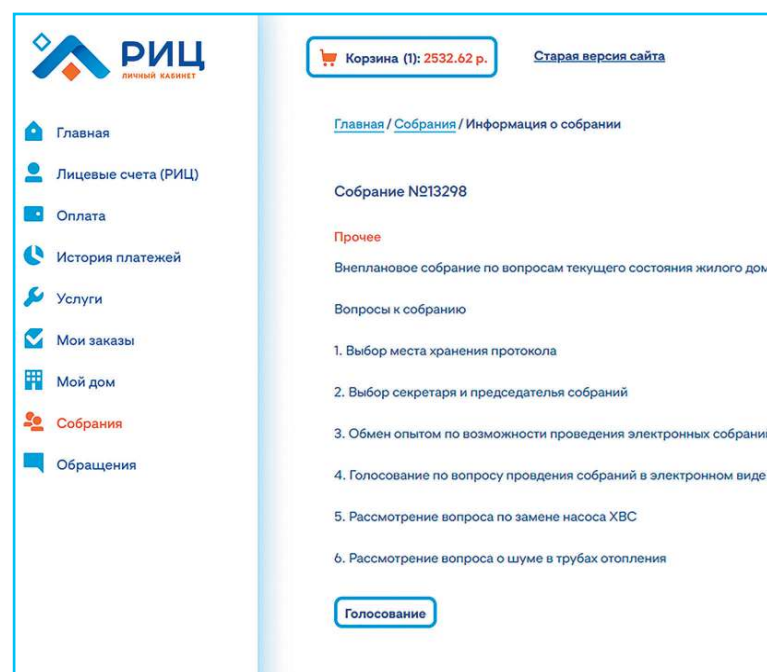 РИЦ
ЛИЧНЫЙ КАБИНЕТ
Главная
Лицевые счета (РИЦ)
Оплата
История платежей
Услуги
Мои заказы
Мой дом
Собрания
Обращения
Корзина (1): 2532.62 р.
Старая версия сайта
Главная / Собрания / Информация о собрании
Собрание №13298
Прочее
Внеплановое собрание по вопросам текущего состояния жилого дом
Вопросы к собранию
1. Выбор места хранения протокола
2. Выбор секретаря и председателья собраний
3. Обмен опытом по возможности проведения электронных собрани
4. Голосование по вопросу провдения собраний в электронном виде
5. Рассмотрение вопроса по замене насоса ХВС
6. Рассмотрение вопроса о шуме в трубах отопления
Голосование